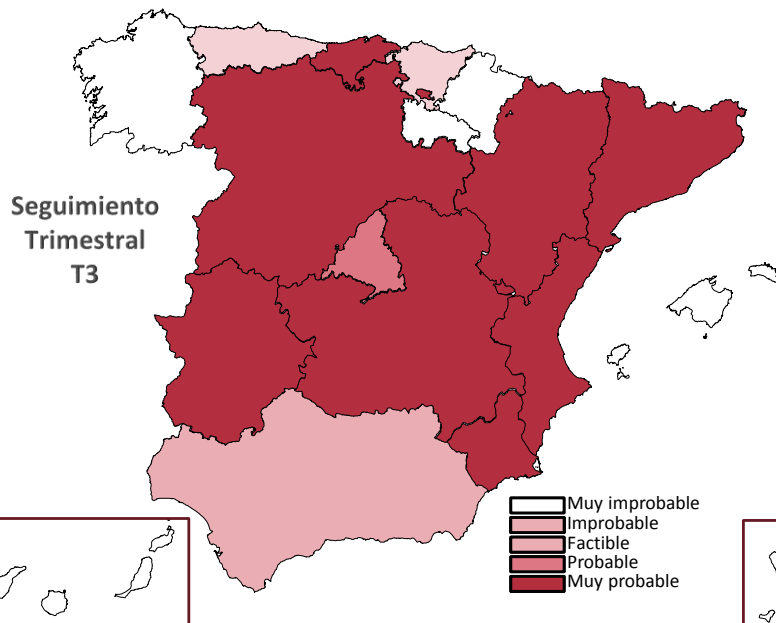 Seguimiento
Trimestral
T3
Muy improbable
Improbable
Factible
Probable
Muy probable